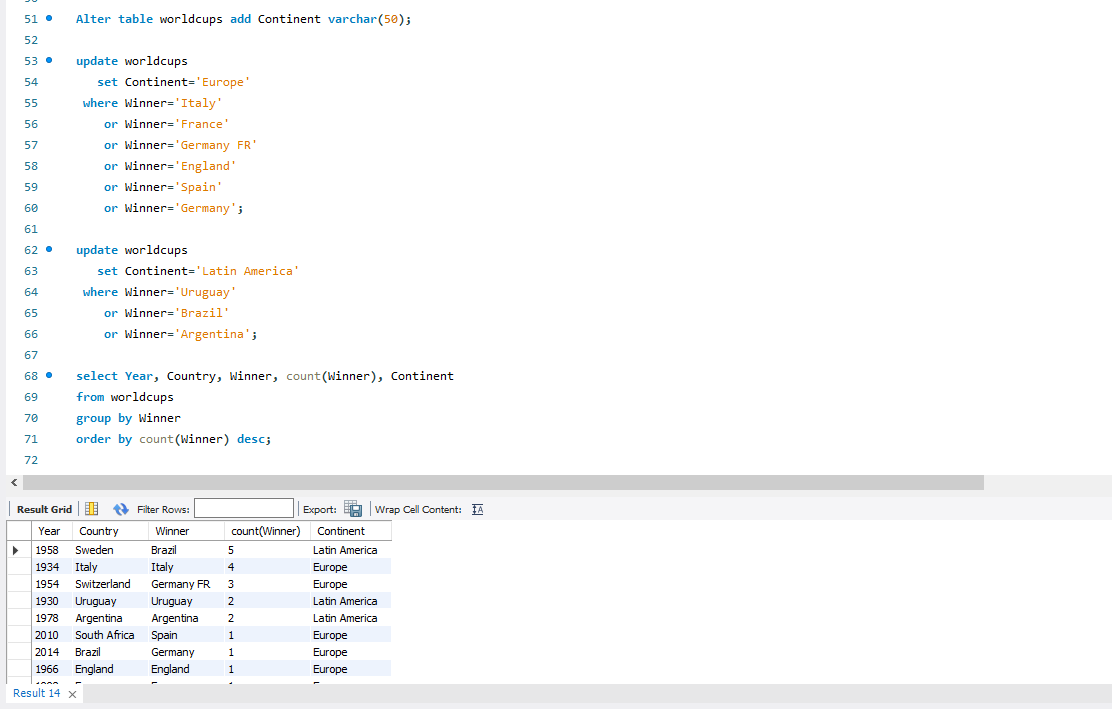 51 Alter table worldcups add Continent varchar(50);
52
53 update worldcups
54 set Continent='Europe'
55 where Winner='Italy'
56 or Winner='France'
57 or Winner='Germany FR'
58 or Winner='England'
59 or Winner='Spain'
60 or Winner='Germany';
61
62 update worldcups
63 set Continent='Latin America'
64 where Winner='Uruguay'
65 or Winner='Brazil'
66 or Winner='Argentina';
67
68 select Year, Country, Winner, count(Winner), Continent
69 from worldcups
70 group by Winner
71 order by count(Winner) desc;
72
Result Grid Filter Rows: Export: Wrap Cell Content:
Year Country Winner count(Winner) Continent
1958 Sweden Brazil 5 Latin America
1934 Italy Italy 4 Europe
1954 Switzerland Germany FR 3 Europe
1930 Uruguay Uruguay 2 Latin America
1978 Argentina Argentina 2 Latin America
2010 South Africa Spain 1 Europe
2014 Brazil Germany 1 Europe
1966 England England 1 Europe
Result 14